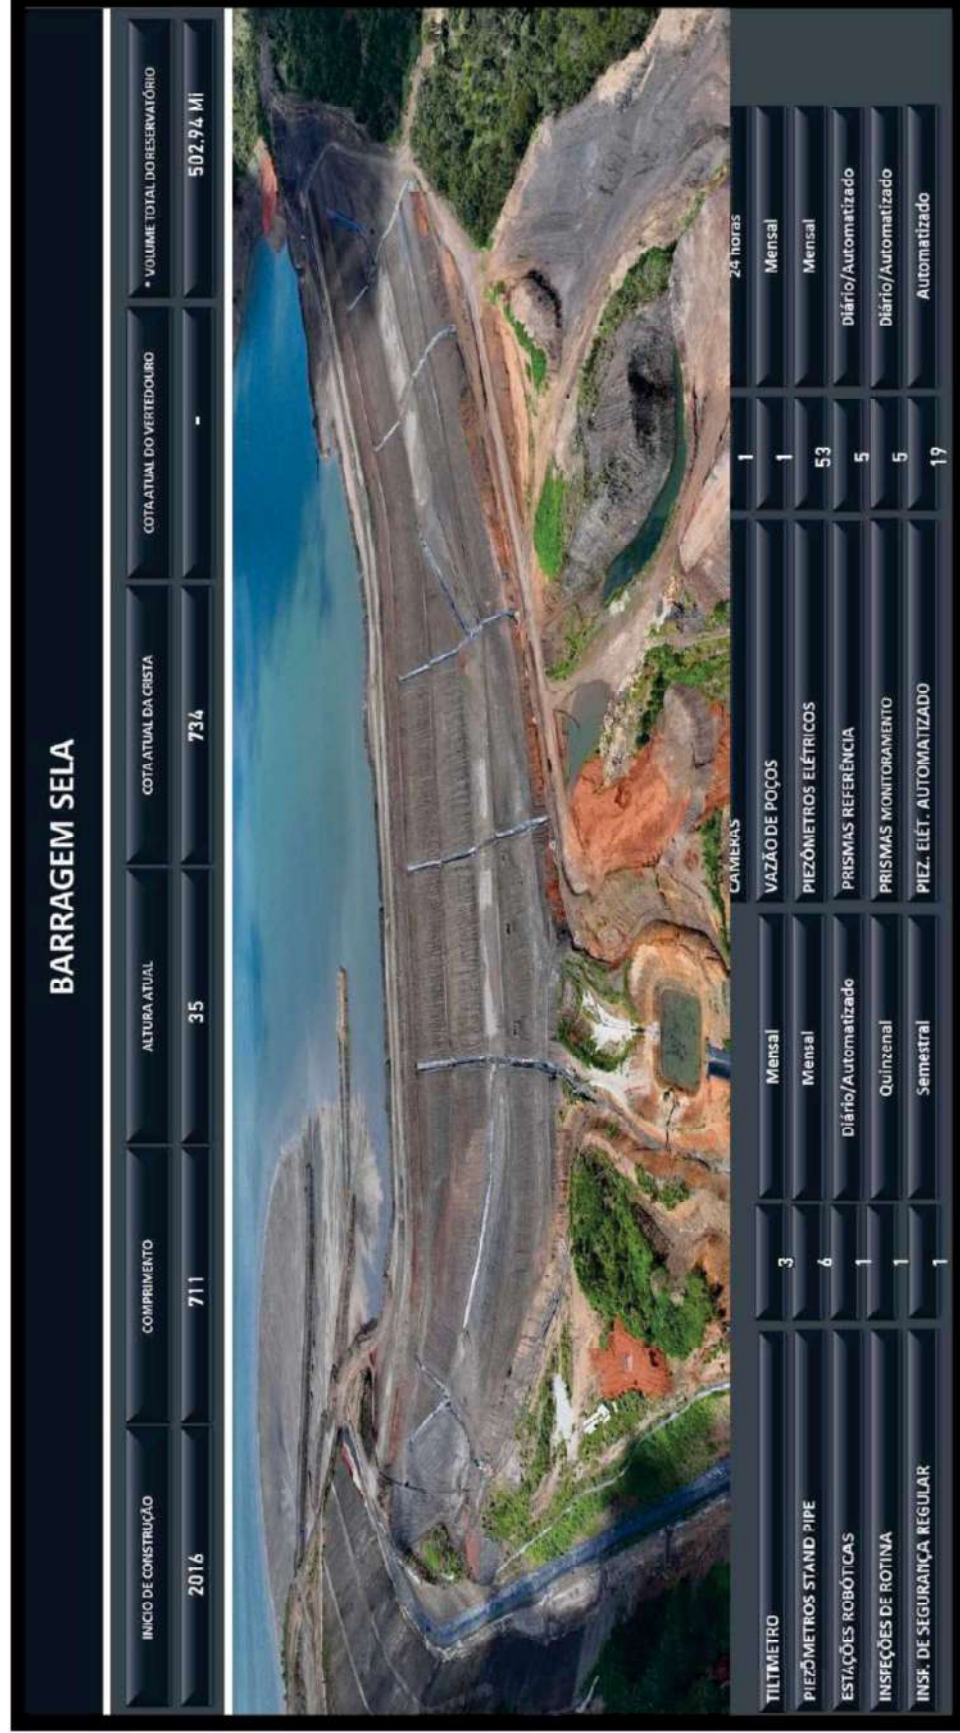 BARRAGEM SELA
INICIO DE CONSTRUÇÃO COMPRIMENTO ALTURA ATUAL COTA ATUAL DA CRISTA COTA ATUAL DO VERTEDOURO * VOLUME TOTAL DO RESERVATÓRIO
2016 711 35 734 - 502.94 Mi
CÂMERAS 1 24 horas
TILTIMETRO 3 Mensal VAZÃO DE POÇOS 1 Mensal
PIEZÔMETROS STAND PIPE 6 Mensal PIEZÔMETROS ELÉTRICOS 53 Mensal
ESTAÇÕES ROBÓTICAS 1 Diário/Automatizado PRISMAS REFERÊNCIA 5 Diário/Automatizado
INSPEÇÕES DE ROTINA 1 Quinzenal PRISMAS MONITORAMENTO 5 Diário/Automatizado
INSP. DE SEGURANÇA REGULAR 1 Semestral PIEZ. ELÉT. AUTOMATIZADO 19 Automatizado